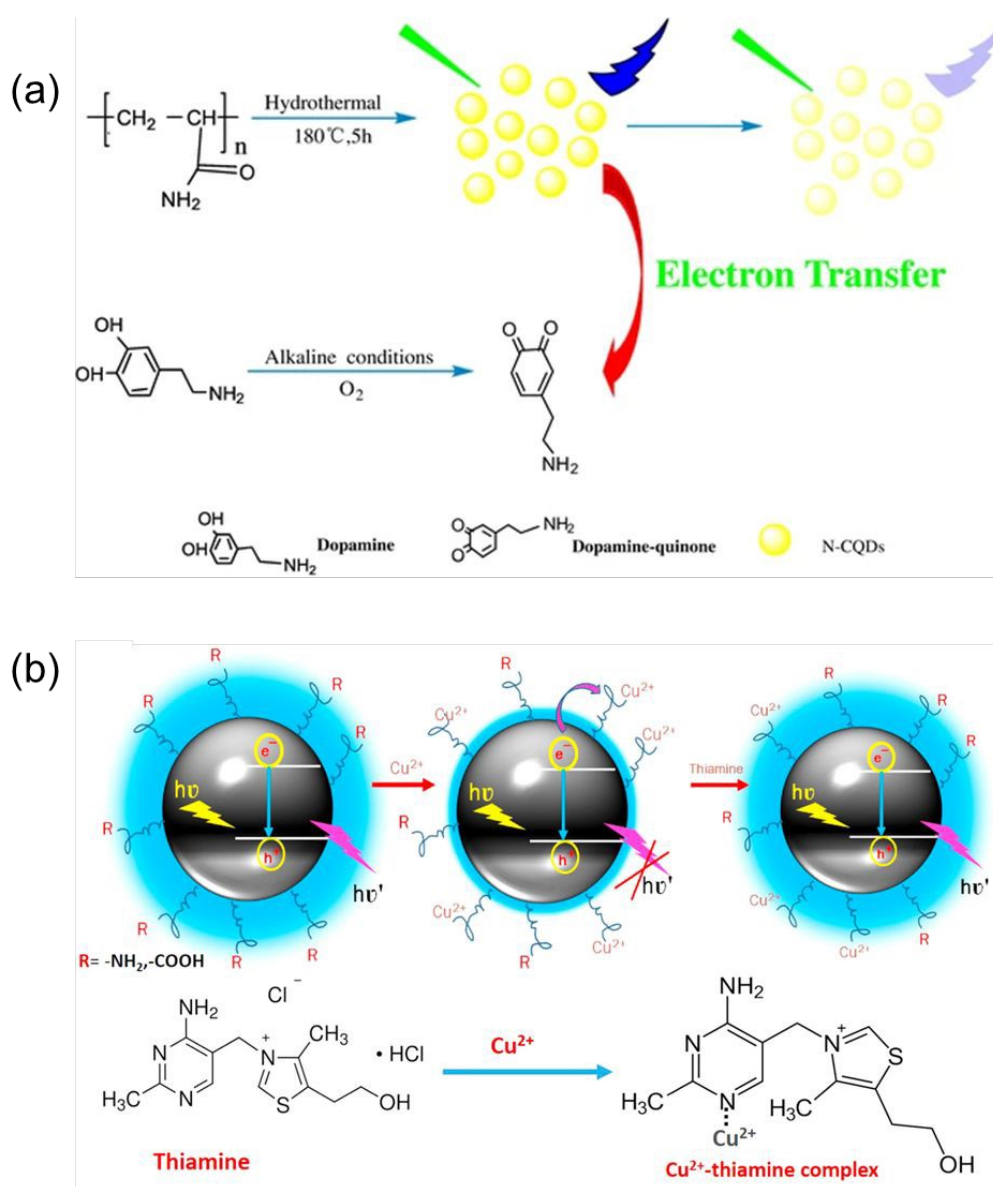 (a)
CH2
CH
n
O
NH2
Hydrothermal
180℃,5h
Electron Transfer
OH
OH
NH2
Alkaline conditions
O2
O
O
NH2
OH
OH
NH2
Dopamine
O
O
NH2
Dopamine-quinone
N-CQDs
(b)
R
R
R
R
R
R
R
R
R
e−
hυ
h+
hυ'
R= -NH2,-COOH
Cu2+
R
Cu2+
Cu2+
Cu2+
R
Cu2+
R
Cu2+
e−
hυ
h+
hυ'
Thiamine
R
R
Cu2+
R
R
R
Cu2+
Cu2+
R
e−
hυ
h+
hυ'
Cl −
NH2
N
N
H3C
N+
CH3
S
OH
• HCl
Thiamine
Cu2+
NH2
N
N
H3C
N+
S
H3C
Cu2+
OH
Cu2+-thiamine complex